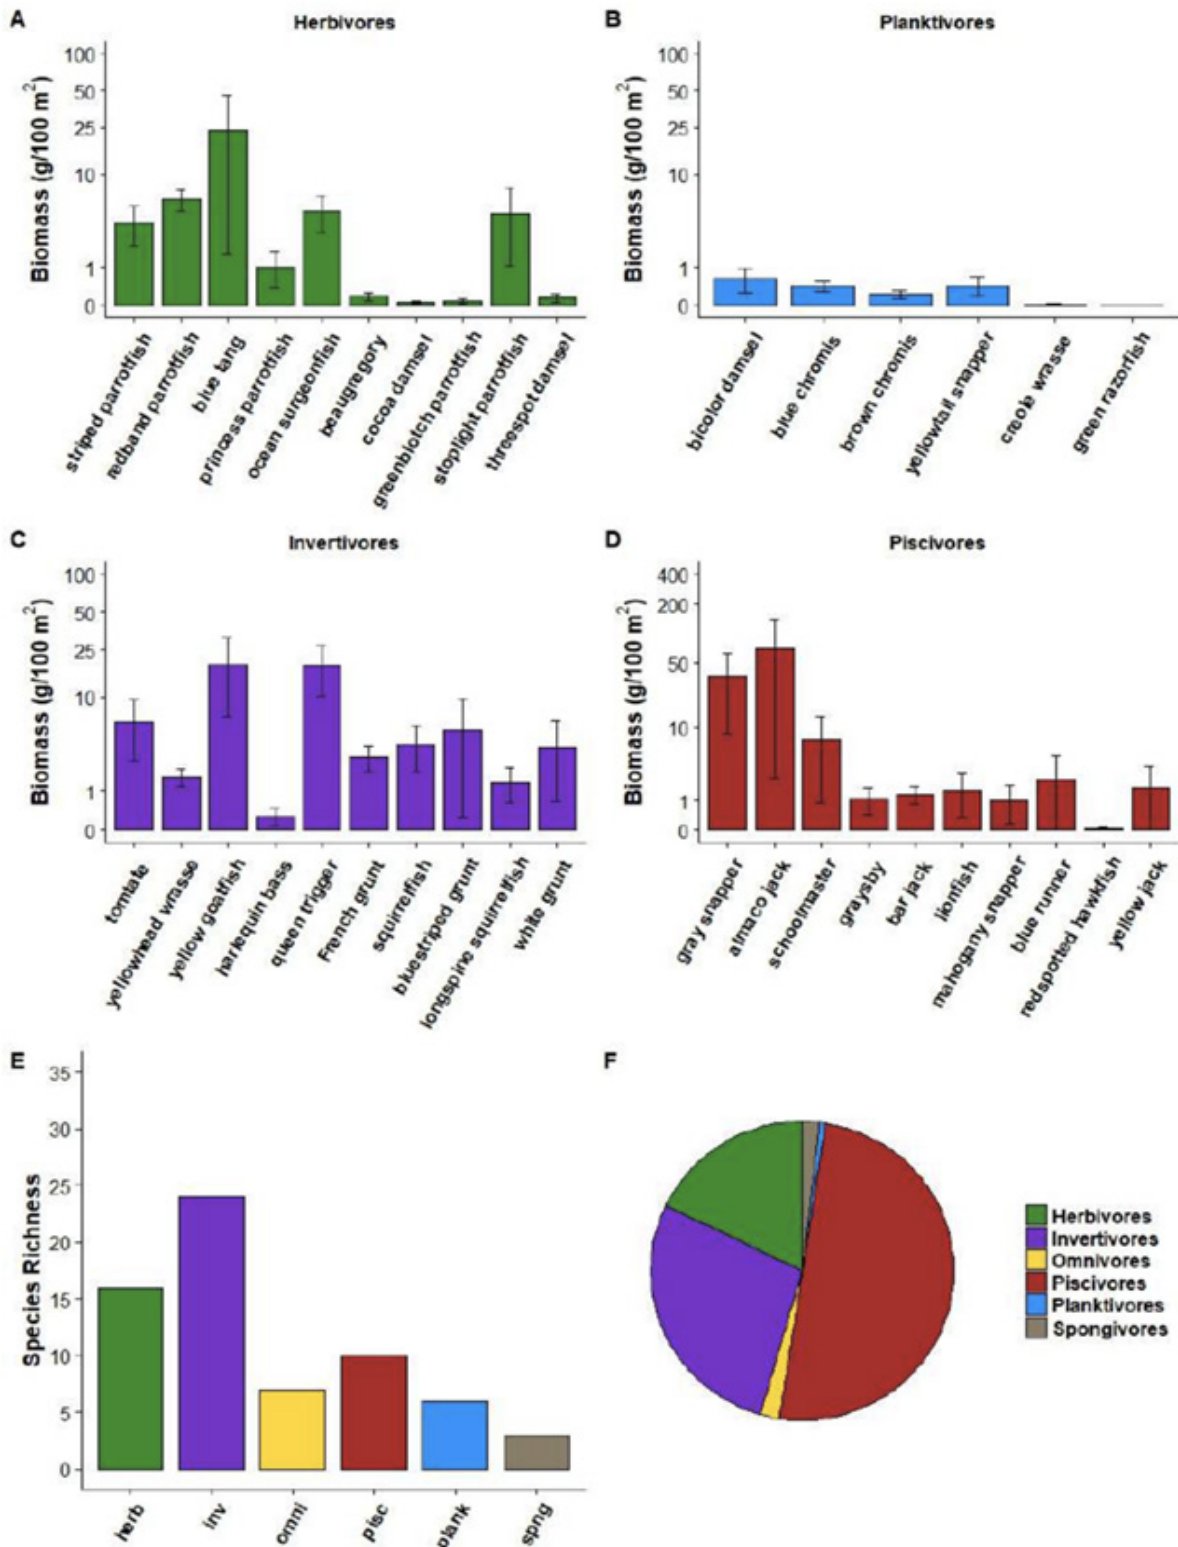 A
Herbivores
Biomass (g/100 m²)
100
50
25
10
1
0
striped parrotfish
redband parrotfish
blue tang
princess parrotfish
ocean surgeonfish
beaugregory
cocoa damsel
greenblotch parrotfish
stoplight parrotfish
threespot damsel
B
Planktivores
Biomass (g/100 m²)
100
50
25
10
1
0
bicolor damsel
blue chromis
brown chromis
yellowtail snapper
creole wrasse
green razorfish
C
Invertivores
Biomass (g/100 m²)
100
50
25
10
1
0
tomtate
yellowhead wrasse
yellow goatfish
harlequin bass
queen trigger
French grunt
squirrelfish
bluestriped grunt
longspine squirrelfish
white grunt
D
Piscivores
Biomass (g/100 m²)
400
200
50
10
1
0
gray snapper
almaco jack
schoolmaster
graysby
bar jack
lionfish
mahogany snapper
blue runner
redspotted hawkfish
yellow jack
E
Species Richness
35
30
25
20
15
10
5
0
herb
inv
omni
pisc
plank
spng
F
Herbivores
Invertivores
Omnivores
Piscivores
Planktivores
Spongivores